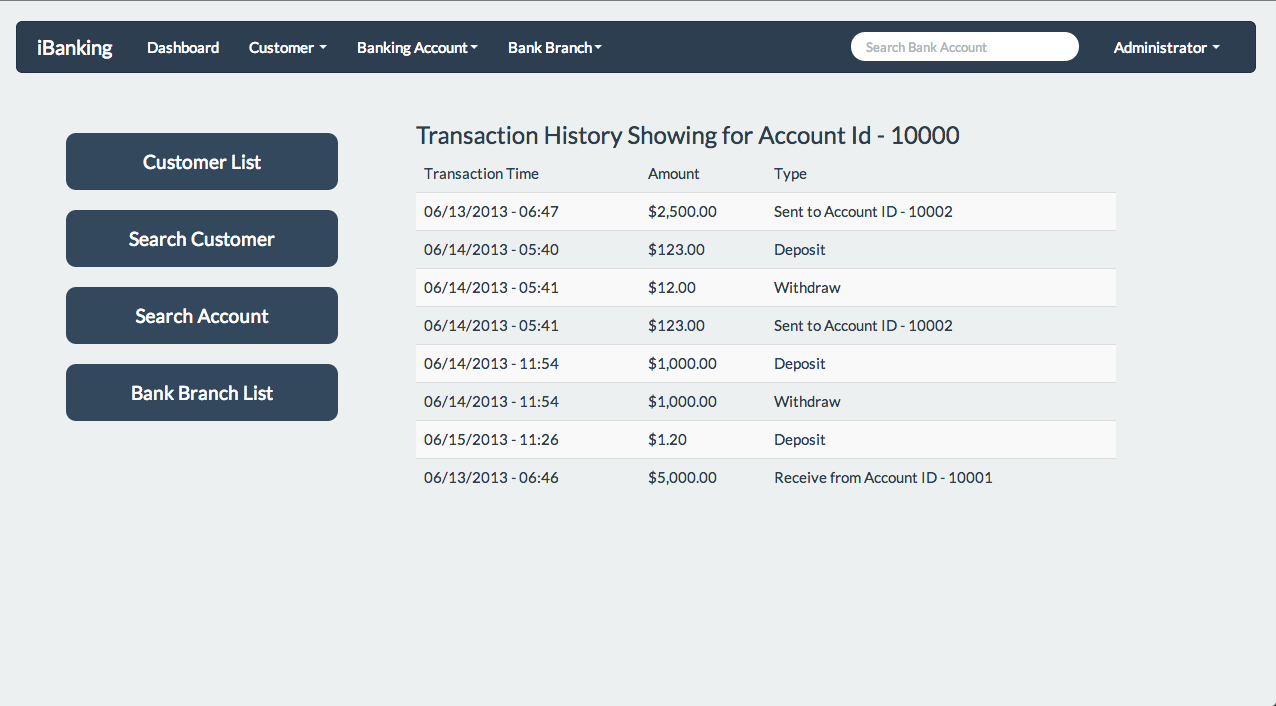 iBanking Dashboard Customer Banking Account Bank Branch Search Bank Account Administrator
Customer List
Search Customer
Search Account
Bank Branch List
Transaction History Showing for Account Id - 10000
Transaction Time Amount Type
06/13/2013 - 06:47 $2,500.00 Sent to Account ID - 10002
06/14/2013 - 05:40 $123.00 Deposit
06/14/2013 - 05:41 $12.00 Withdraw
06/14/2013 - 05:41 $123.00 Sent to Account ID - 10002
06/14/2013 - 11:54 $1,000.00 Deposit
06/14/2013 - 11:54 $1,000.00 Withdraw
06/15/2013 - 11:26 $1.20 Deposit
06/13/2013 - 06:46 $5,000.00 Receive from Account ID - 10001